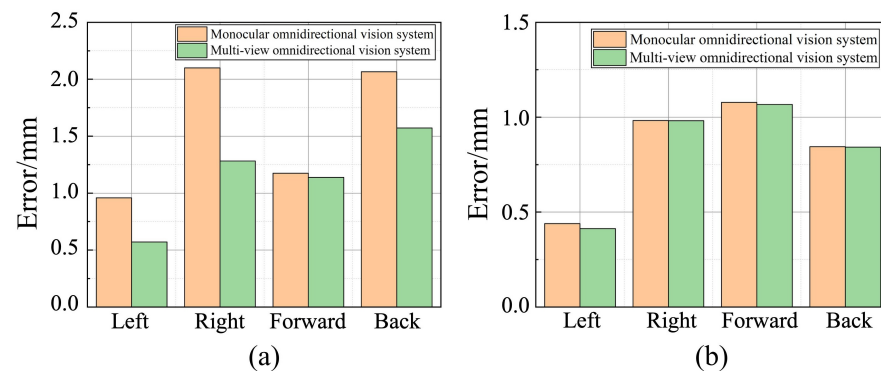 2.5
2.0
1.5
1.0
0.5
0.0
Error/mm
Monocular omnidirectional vision system
Multi-view omnidirectional vision system
Left Right Forward Back
(a)
1.5
1.0
0.5
0.0
Error/mm
Monocular omnidirectional vision system
Multi-view omnidirectional vision system
Left Right Forward Back
(b)